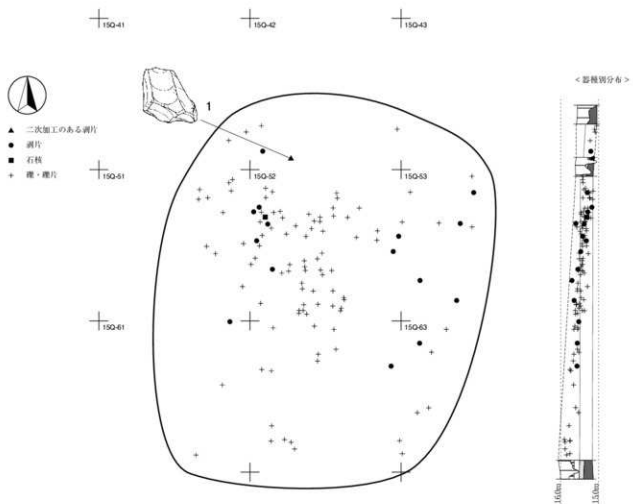 15Q-41
15Q-42
15Q-43
<器種別分布>
1
▲ 二次加工のある剥片
● 剥片
■ 石核
+ 礫・礫片
15Q-51
15Q-52
15Q-53
15Q-61
15Q-63
16.0m
15.0m